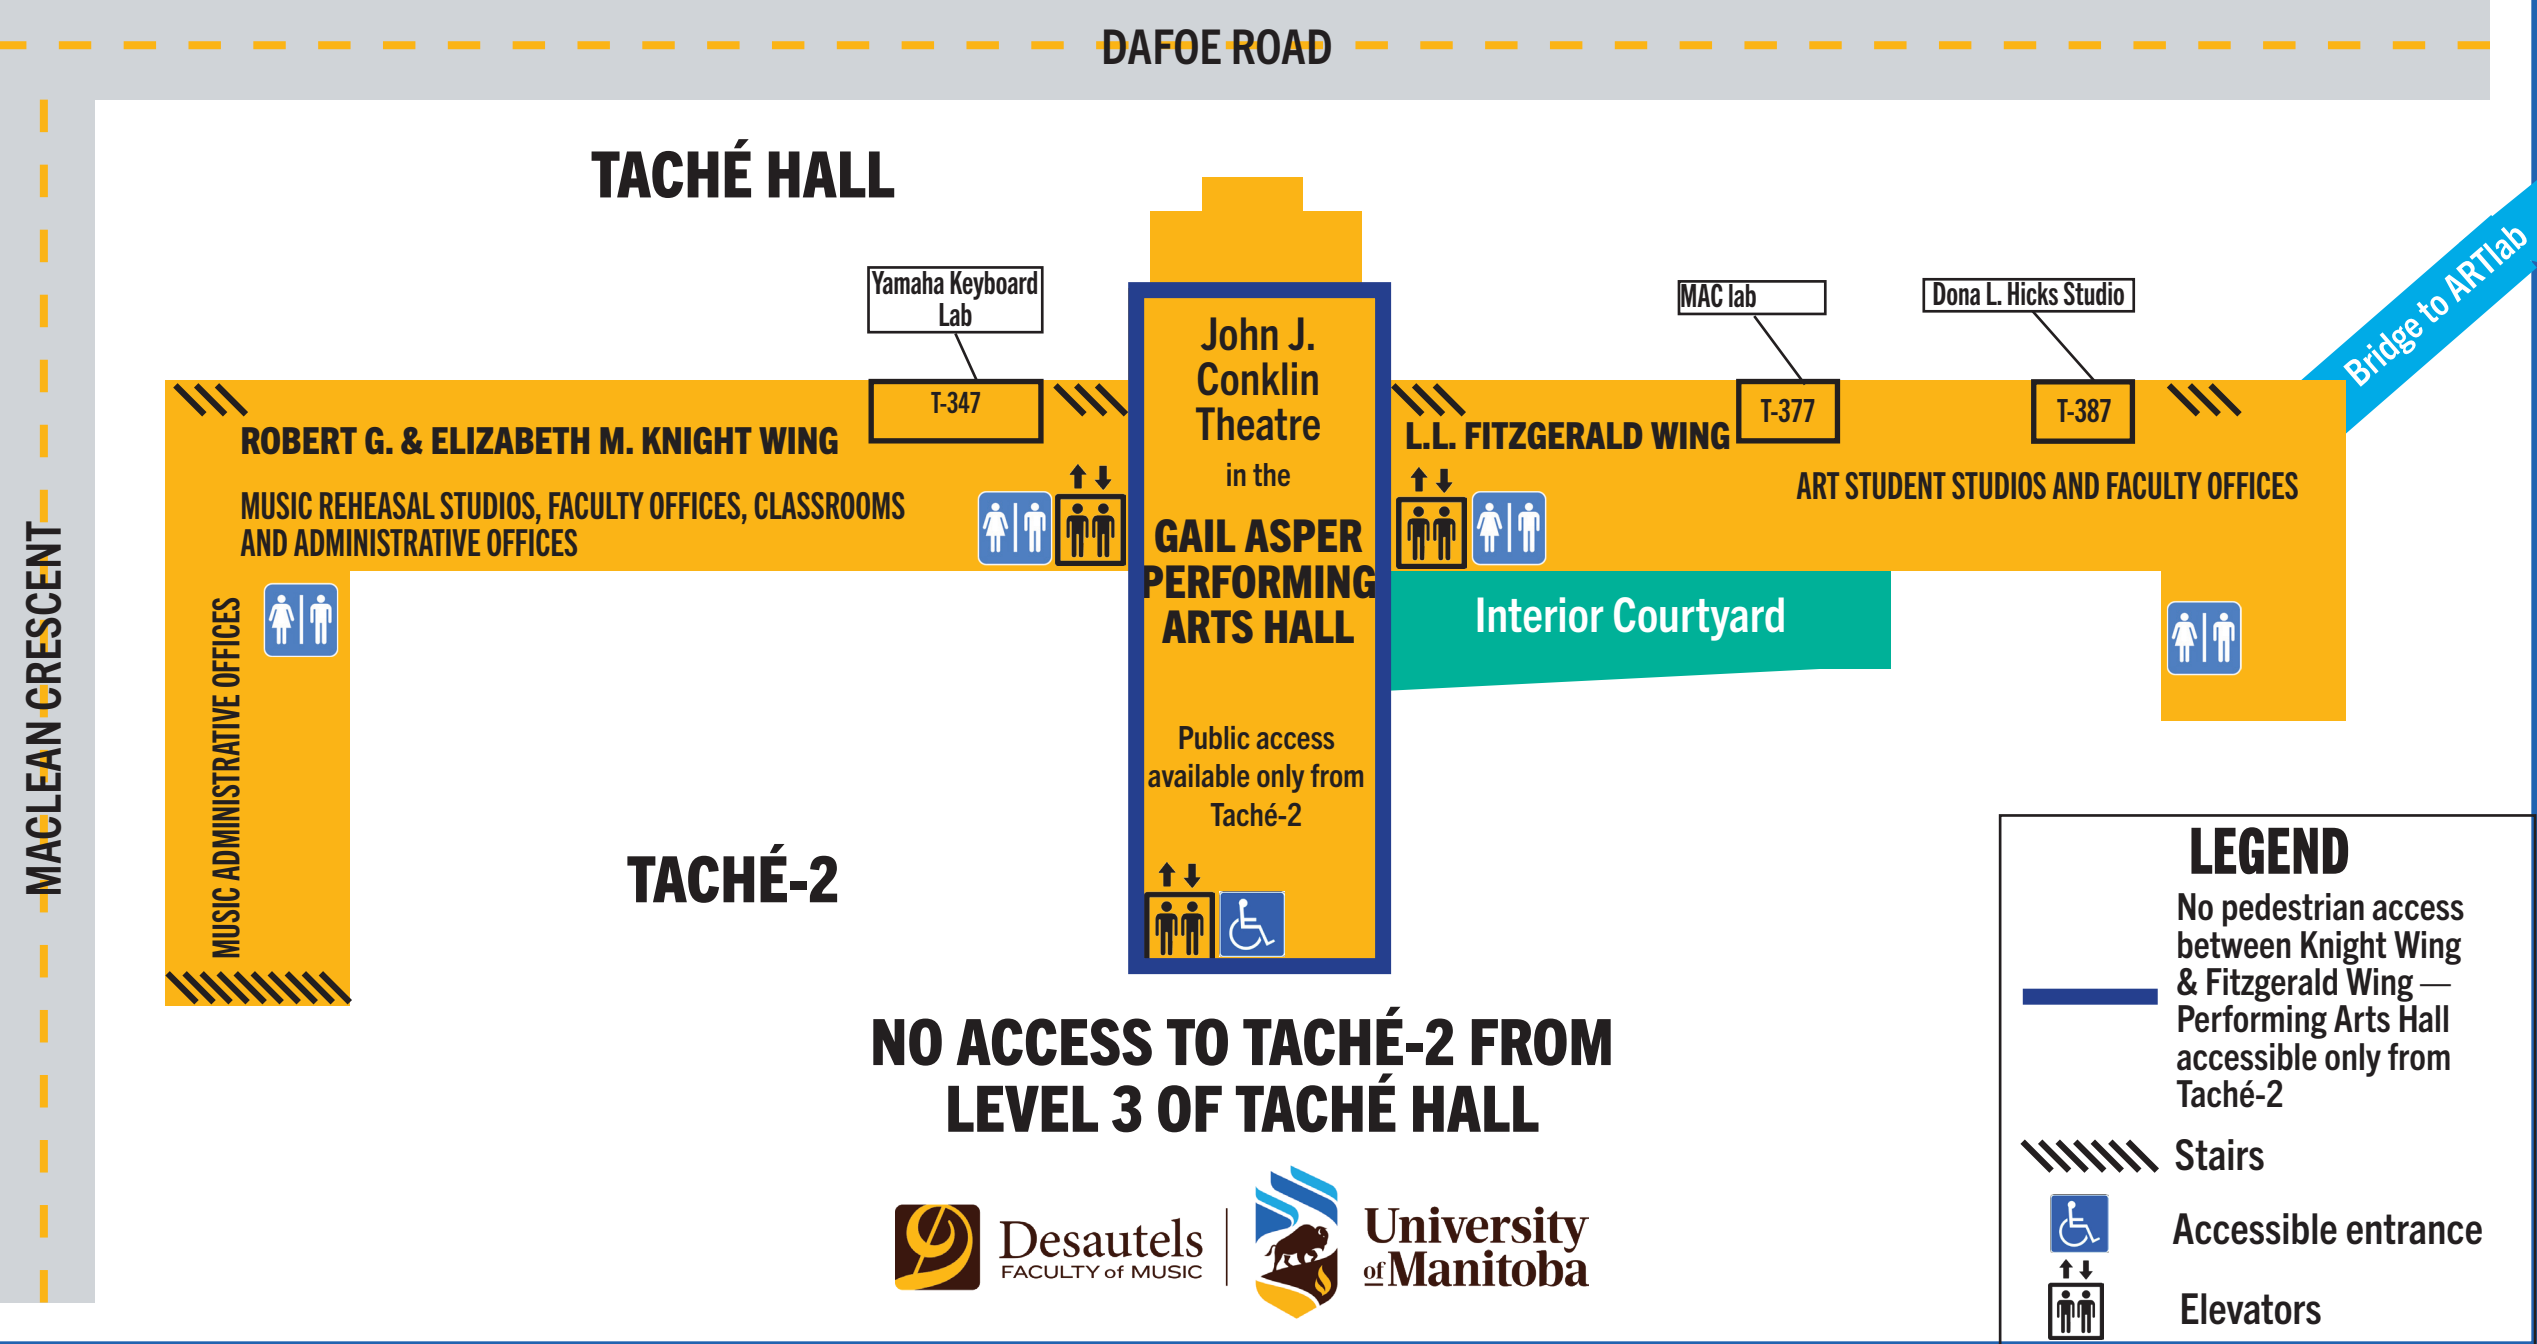 DAFOE ROAD
TACHÉ HALL
Bridge to ARTlab
Yamaha Keyboard
Lab
MAC lab
Dona L. Hicks Studio
T-347
T-377
T-387
ROBERT G. & ELIZABETH M. KNIGHT WING
MUSIC REHEASAL STUDIOS, FACULTY OFFICES, CLASSROOMS
AND ADMINISTRATIVE OFFICES
John J.
Conklin
Theatre
in the
GAIL ASPER
PERFORMING
ARTS HALL
Public access
available only from
Taché-2
L.L. FITZGERALD WING
ART STUDENT STUDIOS AND FACULTY OFFICES
Interior Courtyard
MACLEAN CRESCENT
MUSIC ADMINISTRATIVE OFFICES
TACHÉ-2
NO ACCESS TO TACHÉ-2 FROM
LEVEL 3 OF TACHÉ HALL
Desautels
FACULTY of MUSIC
University
of Manitoba
LEGEND
No pedestrian access
between Knight Wing
& Fitzgerald Wing —
Performing Arts Hall
accessible only from
Taché-2
Stairs
Accessible entrance
Elevators